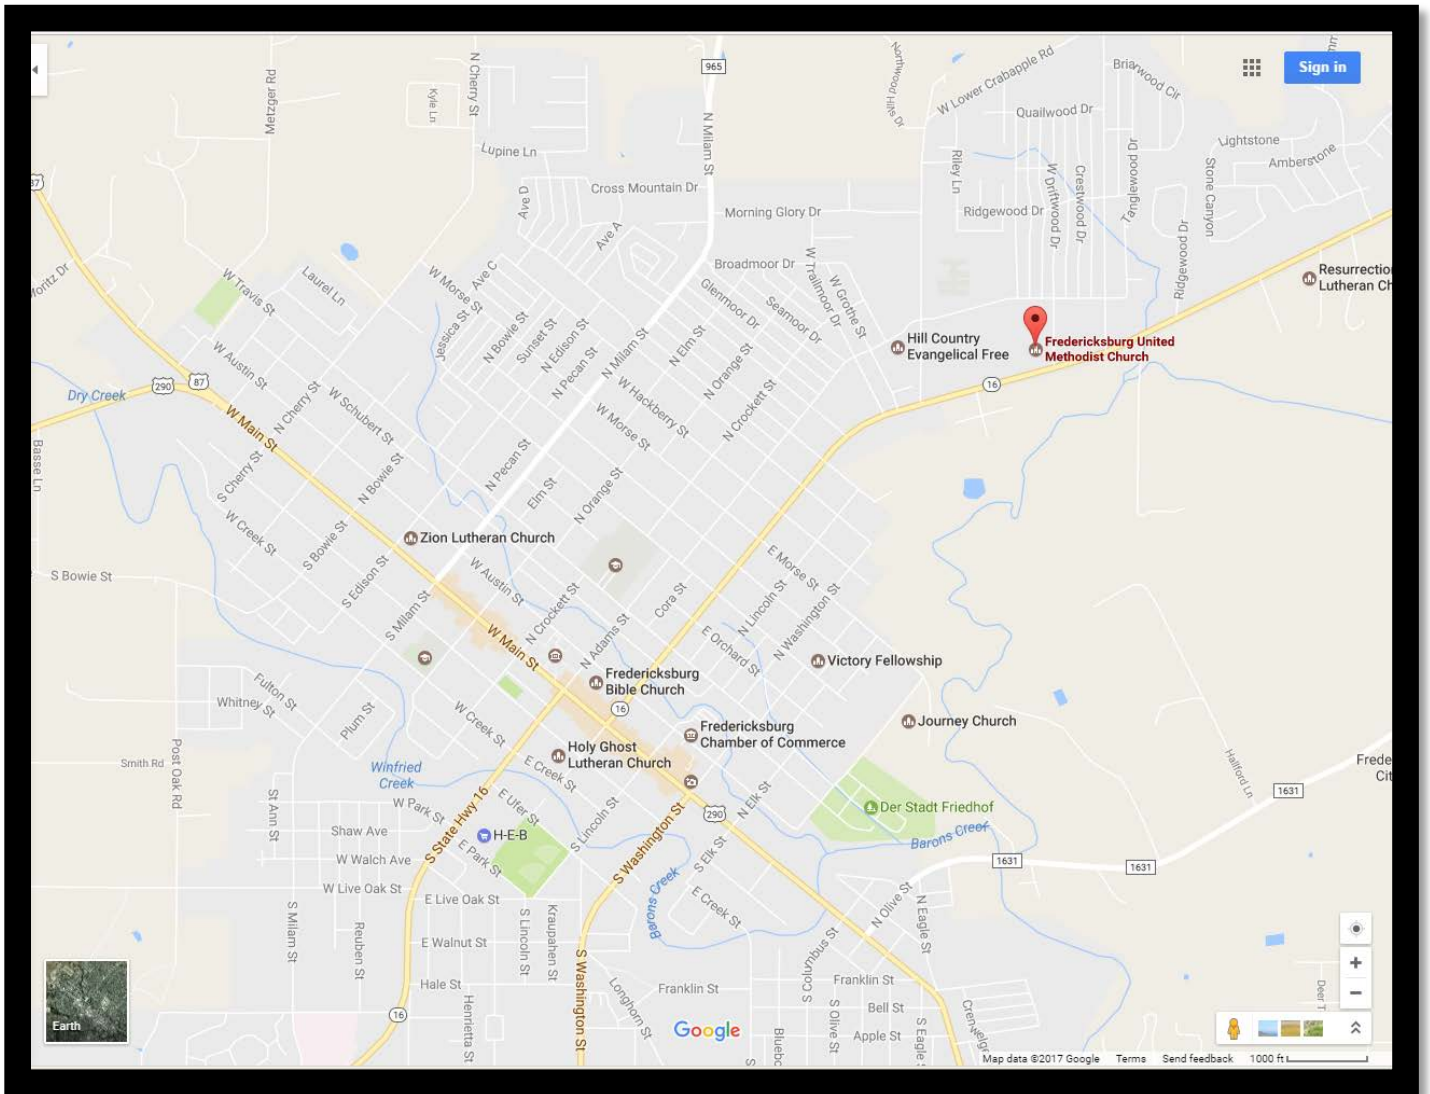 965
Sign in
N Cherry St
Metzger Rd
Kyle Ln
Northwood Hills Dr
W Lower Crabapple Rd
Briarwood Cir
Quailwood Dr
Lightstone
Amberstone
Stone Canyon
Tanglewood Dr
Crestwood Dr
W Driftwood Dr
Riley Ln
N Milam St
Lupine Ln
Cross Mountain Dr
Ave D
Ave A
Ridgewood Dr
Morning Glory Dr
Ridgewood Dr
Broadmoor Dr
W Trailmoor Dr
W Grothe St
Glenmoor Dr
Seamoor Dr
Moritz Dr
W Travis St
Laurel Ln
W Morse St
Ave C
Jessica St
N Bowie St
Sunset St
N Edison St
N Pecan St
N Milam St
N Elm St
N Orange St
N Crockett St
W Hackberry St
W Morse St
Resurrection
Lutheran Ch
Hill Country
Evangelical Free
Fredericksburg United
Methodist Church
16
W Austin St
290
87
Dry Creek
W Main St
N Cherry St
W Schubert St
N Bowie St
S Cherry St
W Creek St
S Bowie St
Basse Ln
N Pecan St
Elm St
N Orange St
Zion Lutheran Church
S Bowie St
S Edison St
S Milam St
W Austin St
N Crockett St
N Adams St
Cora St
E Morse St
N Lincoln St
N Washington St
E Orchard St
W Main St
Victory Fellowship
Fredericksburg
Bible Church
16
Journey Church
Fredericksburg
Chamber of Commerce
Holy Ghost
Lutheran Church
Fulton St
Whitney St
Plum St
W Creek St
E Creek St
Smith Rd
Post Oak Rd
Winfried
Creek
W Park St
S State Hwy 16
E Ufer St
H-E-B
E Park St
S Lincoln St
S Washington St
290
N Elk St
S Elk St
Der Stadt Friedhof
Barons Creek
Hallford Ln
Frede
Cit
1631
1631
1631
St Ann St
Shaw Ave
W Walch Ave
W Live Oak St
E Live Oak St
E Walnut St
Hale St
S Milam St
Reuben St
Henrietta St
S Lincoln St
Kraupahen St
S Washington St
Barons Creek
E Creek St
N Olive St
N Eagle St
S Columbus St
Franklin St
Franklin St
Longhorn St
Bell St
Apple St
S Olive St
S Eagle
16
Earth
Google
Map data ©2017 Google
Terms
Send feedback
1000 ft